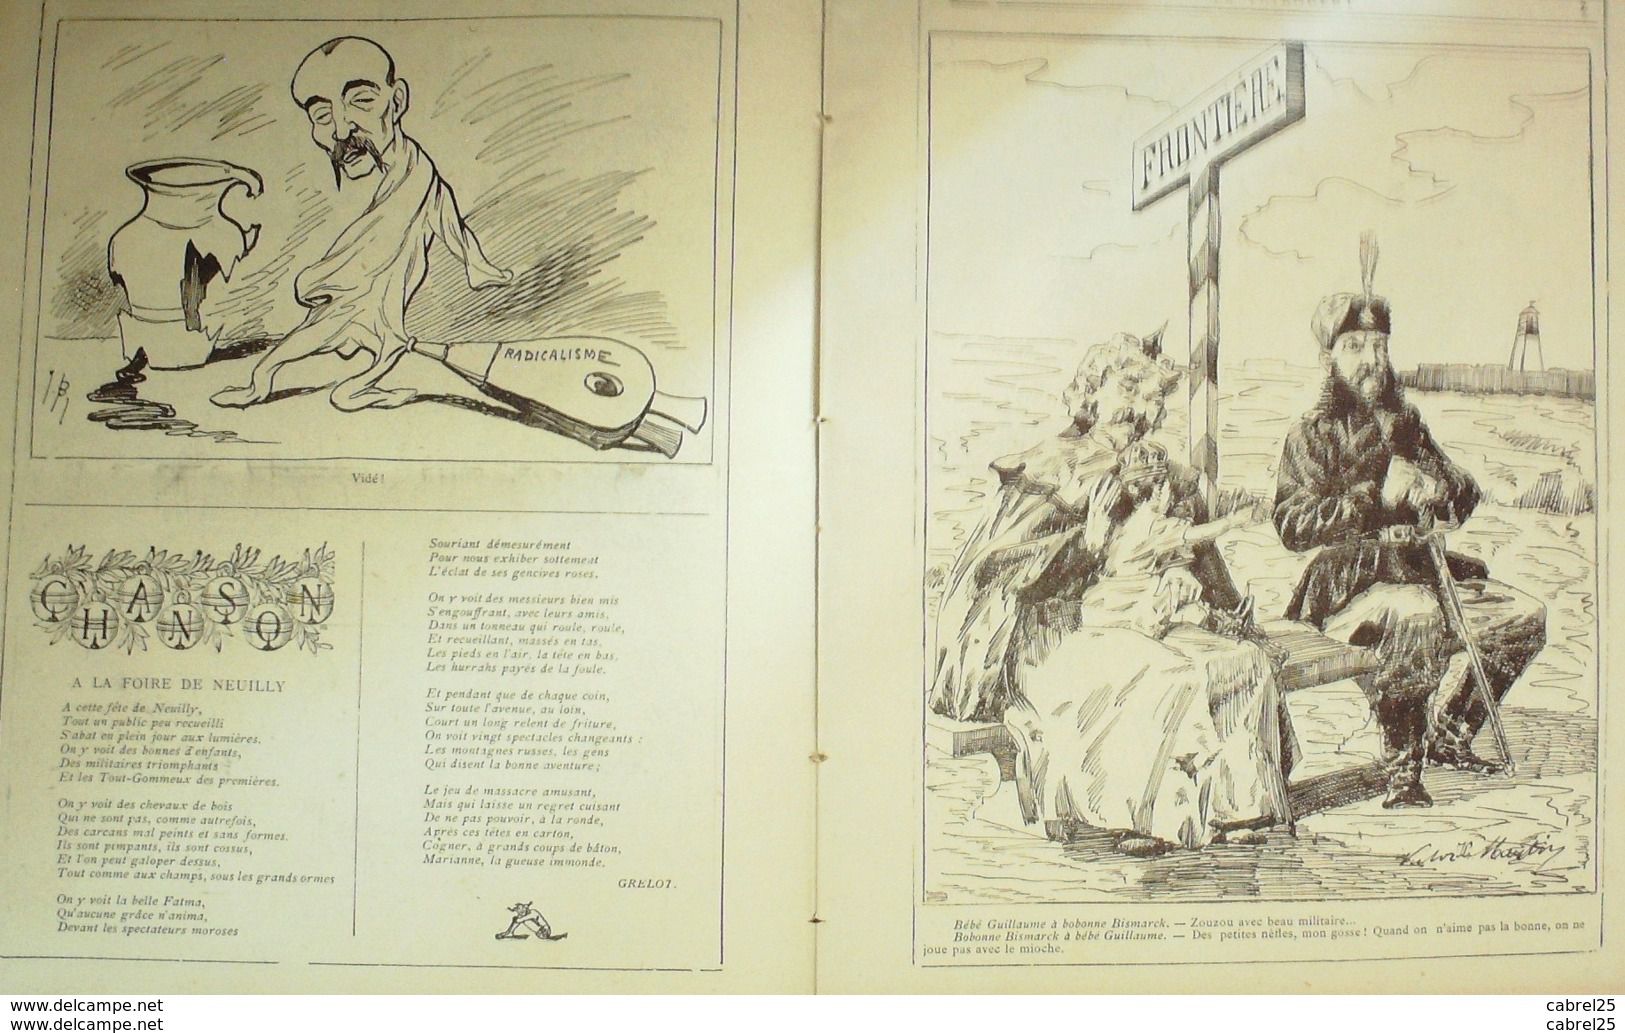 RADICALISME
Vidé!
CHANSON
A LA FOIRE DE NEUILLY
A cette fête de Neuilly,
Tout un public peu recueilli
S'abat en plein jour aux lumières.
On y voit des bonnes d'enfants,
Des militaires triomphants
Et les Tout-Gommeux des premières.
On y voit des chevaux de bois
Qui ne sont pas, comme autrefois,
Des carcans mal peints et sans formes.
Ils sont pimpants, ils sont cossus,
Et l'on peut galoper dessus,
Tout comme aux champs, sous les grands ormes
On y voit la belle Fatma,
Qu'aucune grâce n'anima,
Devant les spectateurs moroses
Souriant démesurément
Pour nous exhiber sottement
L'éclat de ses gencives roses.
On y voit des messieurs bien mis
S'engouffrant, avec leurs amis,
Dans un tonneau qui roule, roule,
Et recueillant, massés en tas,
Les pieds en l'air, la tête en bas,
Les hurrahs payés de la foule.
Et pendant que de chaque coin,
Sur toute l'avenue, au loin,
Court un long relent de friture,
On voit vingt spectacles changeants :
Les montagnes russes, les gens
Qui disent la bonne aventure;
Le jeu de massacre amusant,
Mais qui laisse un regret cuisant
De ne pas pouvoir, à la ronde,
Après ces têtes en carton,
Cogner, à grands coups de bâton,
Marianne, la gueuse immonde.
GRELOT.
FRONTIÈRE
Bébé Guillaume à bobonne Bismarck. — Zouzou avec beau militaire...
Bobonne Bismarck à bébé Guillaume. — Des petites nèfles, mon gosse! Quand on n'aime pas la bonne, on ne
joue pas avec le mioche.
www.delcampe.net
www.delcampe.net
cabrel25
cabrel25